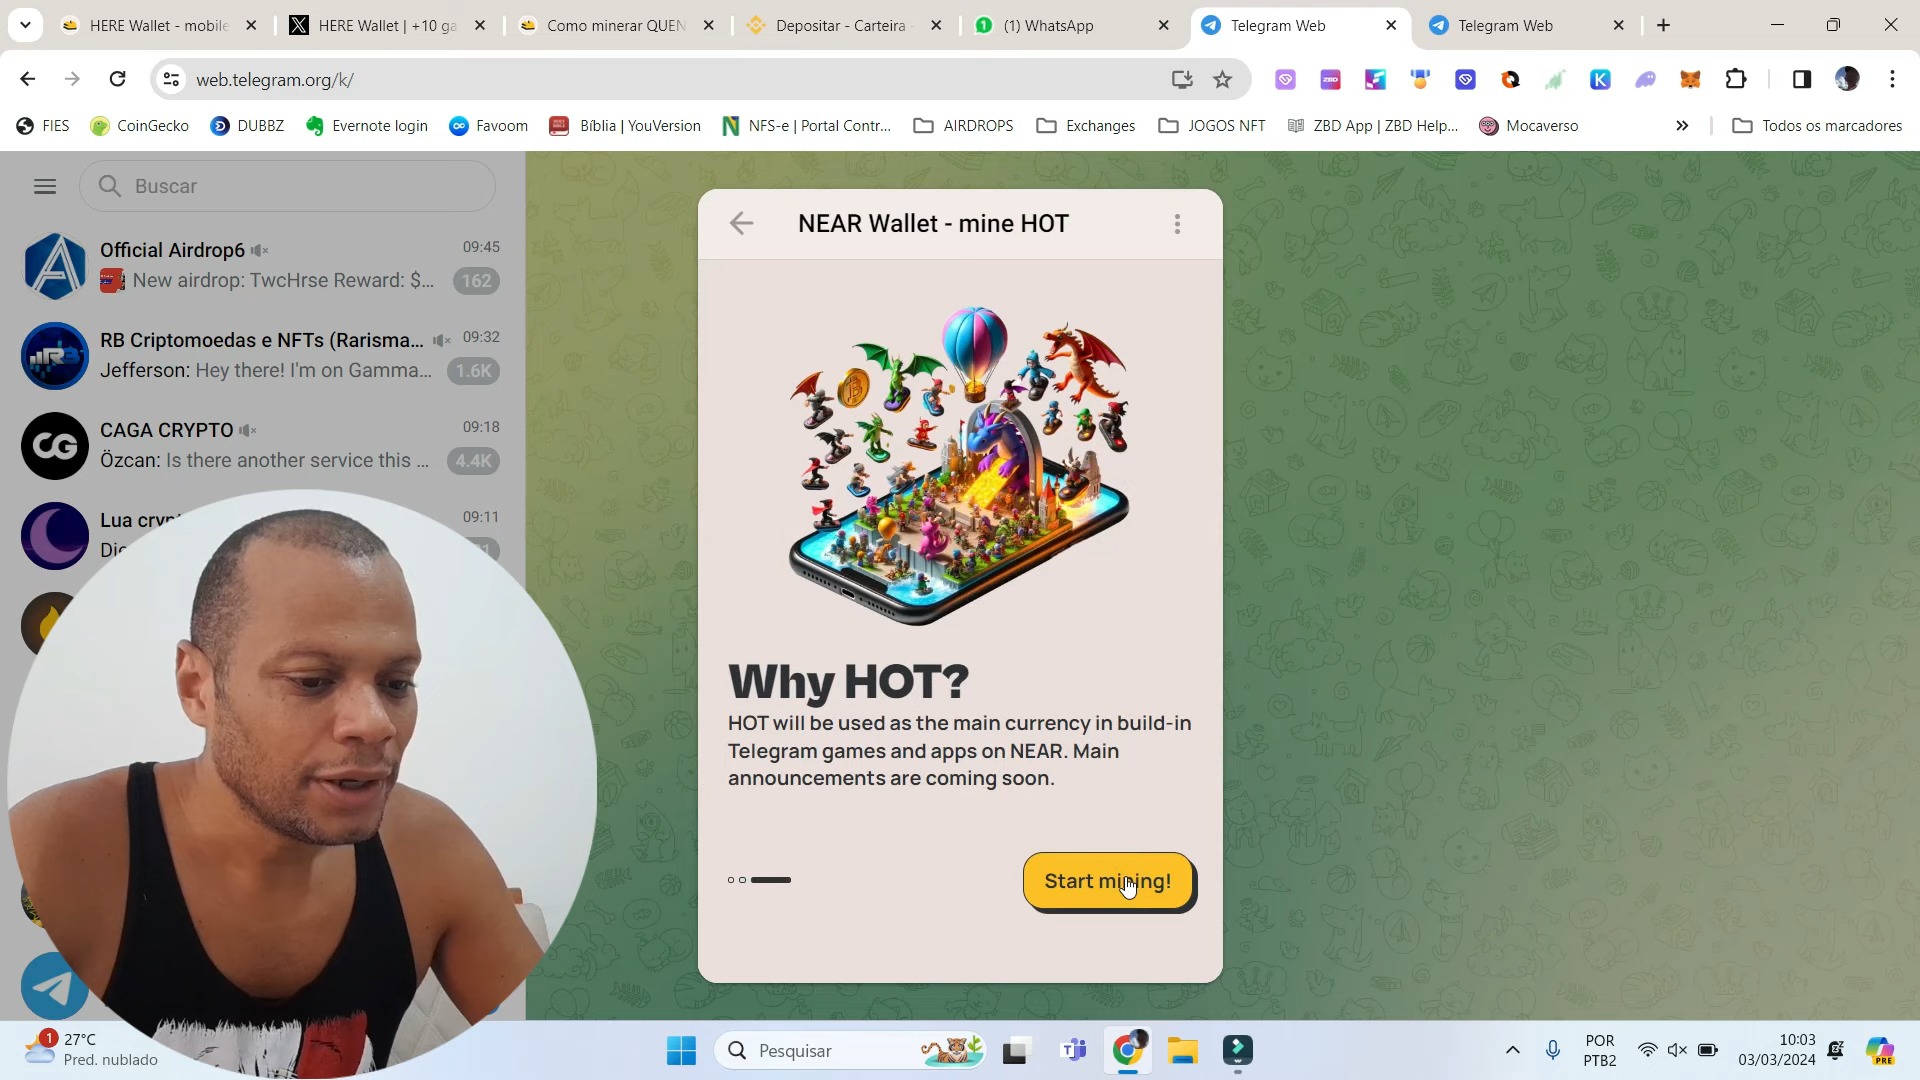 HERE Wallet - mobile
HERE Wallet | +10 ga
Como minerar QUEN
Depositar - Carteira
(1) WhatsApp
Telegram Web
Telegram Web
web.telegram.org/k/
FIES
CoinGecko
DUBBZ
Evernote login
Favoom
Bíblia | YouVersion
NFS-e | Portal Contr...
AIRDROPS
Exchanges
JOGOS NFT
ZBD App | ZBD Help...
Mocaverso
Todos os marcadores
Buscar
Official Airdrop6
09:45
New airdrop: TwcHrse Reward: $...
162
RB Criptomoedas e NFTs (Rarisma...
09:32
Jefferson: Hey there! I'm on Gamma...
1.6K
CAGA CRYPTO
09:18
Özcan: Is there another service this ...
4.4K
Lua
09:11
NEAR Wallet - mine HOT
Why HOT?
HOT will be used as the main currency in build-in
Telegram games and apps on NEAR. Main
announcements are coming soon.
Start mining!
1
27°C
Pred. nublado
Pesquisar
POR
PTB2
10:03
03/03/2024
PRE